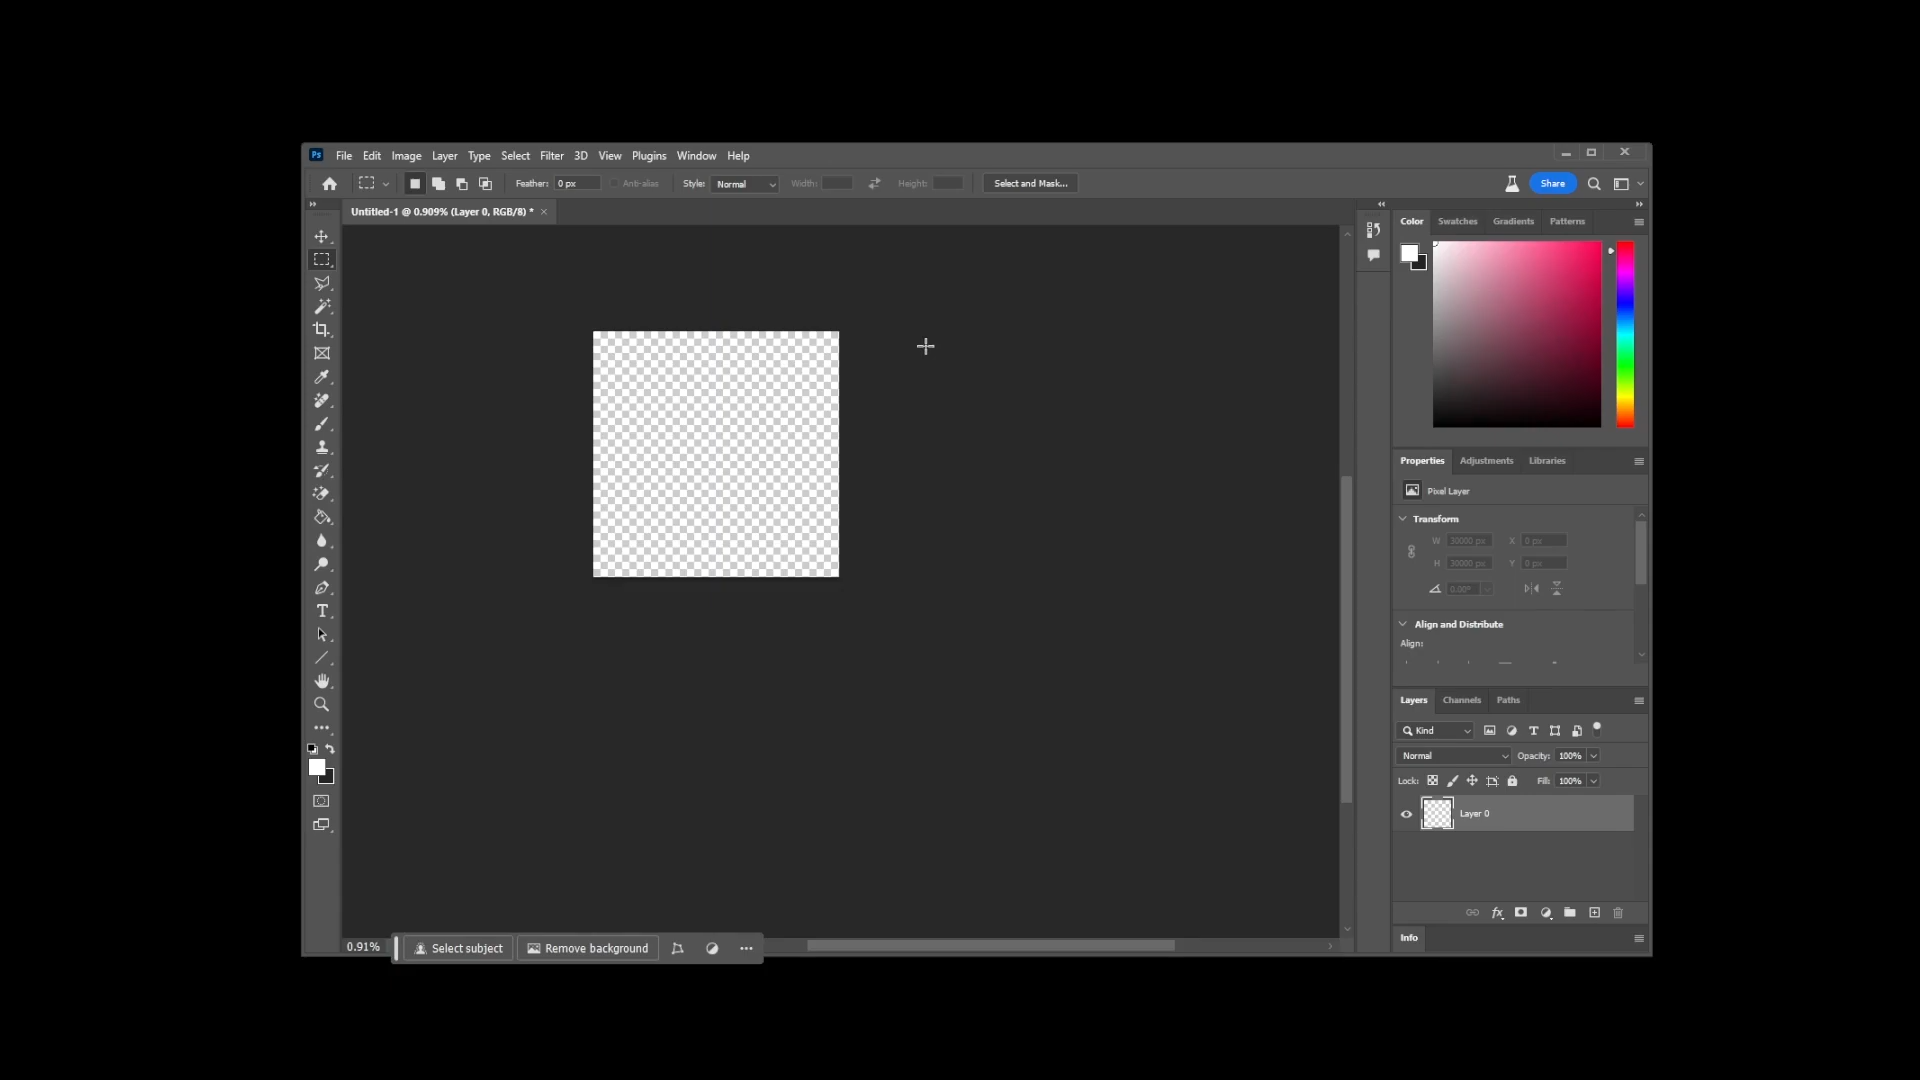 Ps File Edit Image Layer Type Select Filter 3D View Plugins Window Help
Feather: 0 px Anti-alias Style: Normal Width: Height: Select and Mask... Share
Untitled-1 @ 0.909% (Layer 0, RGB/8) * ×
Color Swatches Gradients Patterns
Properties Adjustments Libraries
Pixel Layer
Transform
W 30000 px X 0 px
H 30000 px Y 0 px
0.00°
Align and Distribute
Align:
Layers Channels Paths
Kind
Normal Opacity: 100%
Lock: Fill: 100%
Layer 0
fx
Info
0.91% Select subject Remove background